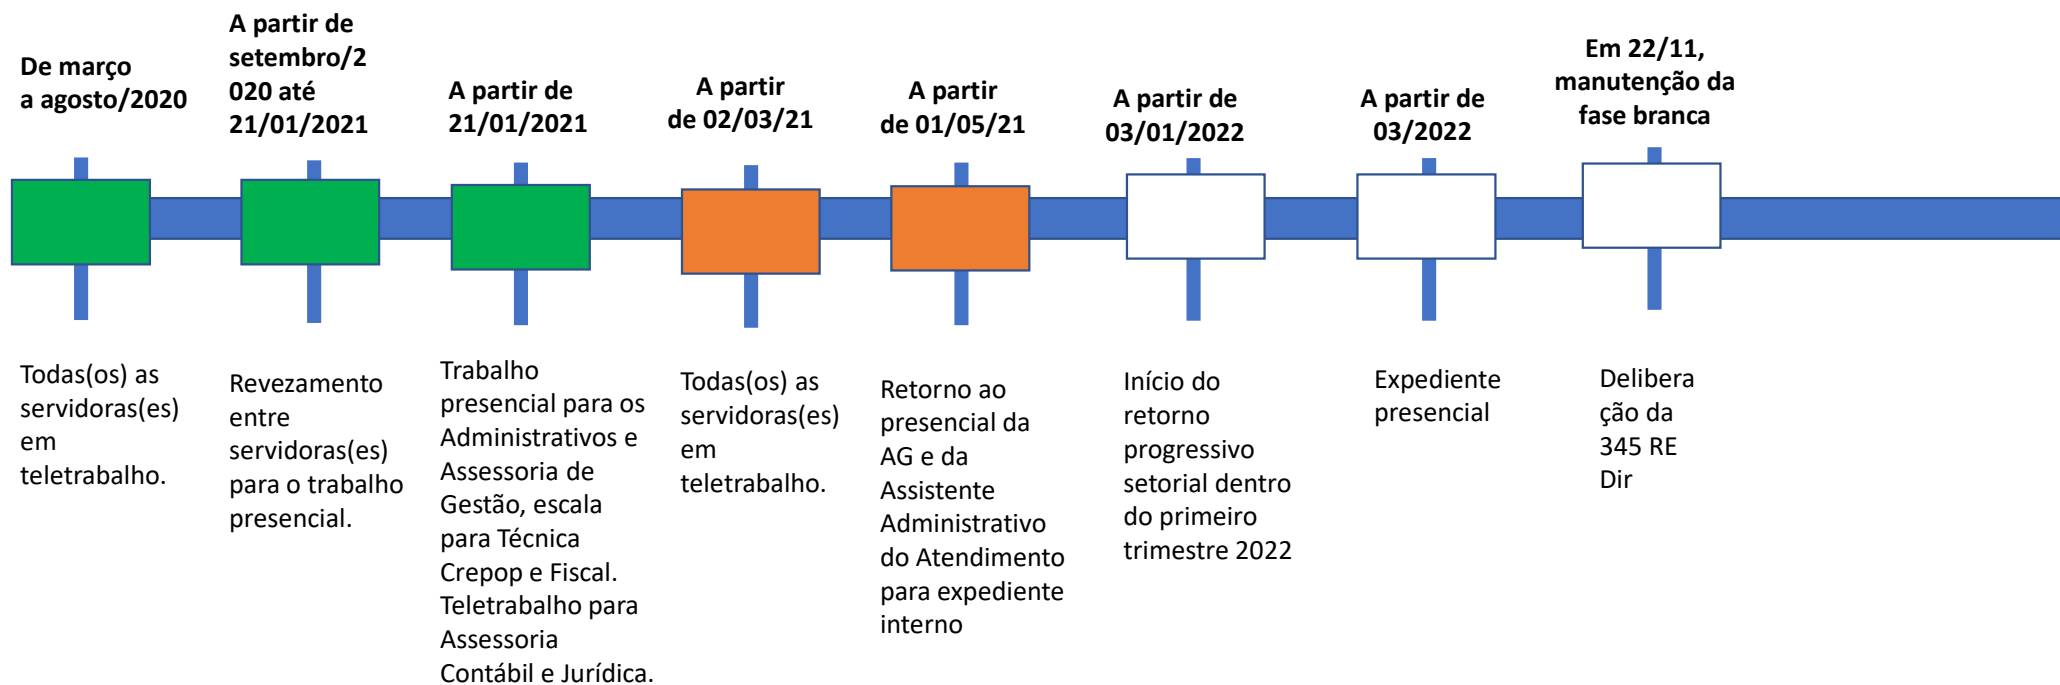 De março
a agosto/2020
A partir de
setembro/2
020 até
21/01/2021
A partir de
21/01/2021
A partir
de 02/03/21
A partir
de 01/05/21
A partir de
03/01/2022
A partir de
03/2022
Em 22/11,
manutenção da
fase branca
Todas(os) as
servidoras(es)
em
teletrabalho.
Revezamento
entre
servidoras(es)
para o trabalho
presencial.
Trabalho
presencial para os
Administrativos e
Assessoria de
Gestão, escala
para Técnica
Crepop e Fiscal.
Teletrabalho para
Assessoria
Contábil e Jurídica.
Todas(os) as
servidoras(es)
em
teletrabalho.
Retorno ao
presencial da
AG e da
Assistente
Administrativo
do Atendimento
para expediente
interno
Início do
retorno
progressivo
setorial dentro
do primeiro
trimestre 2022
Expediente
presencial
Delibera
ção da
345 RE
Dir